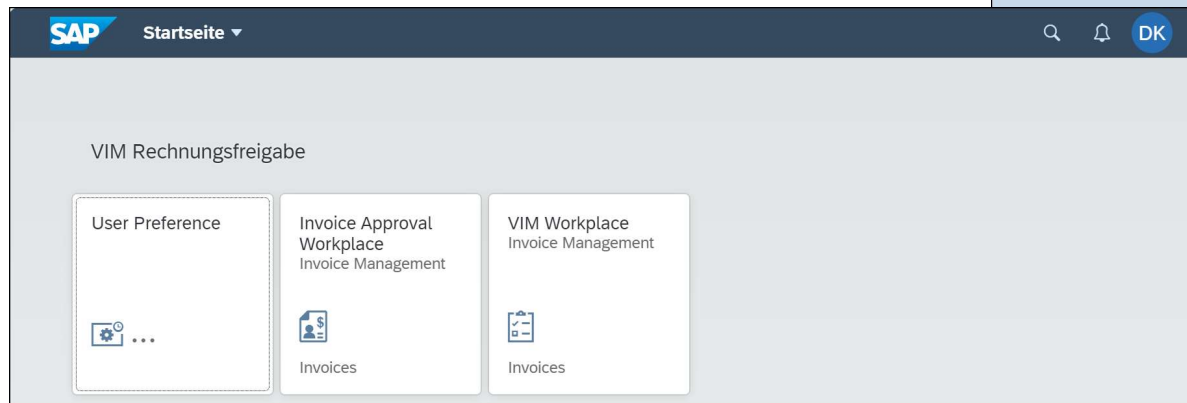 SAP Startseite DK
VIM Rechnungsfreigabe
User Preference
...
Invoice Approval
Workplace
Invoice Management
Invoices
VIM Workplace
Invoice Management
Invoices